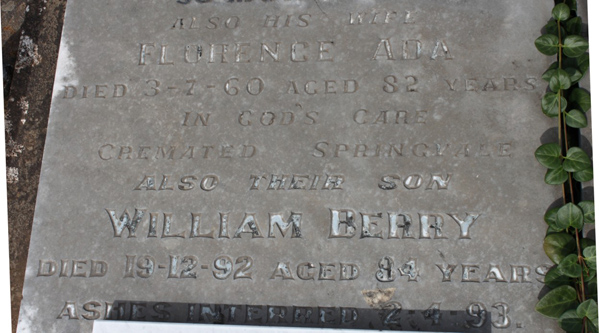 ALSO HIS WIFE
FLORENCE ADA
DIED 3-7-60 AGED 82 YEARS
IN GOD'S CARE
CREMATED SPRINGVALE
ALSO THEIR SON
WILLIAM BERRY
DIED 19-12-92 AGED 84 YEARS
ASHES INTERRED 2-4-93